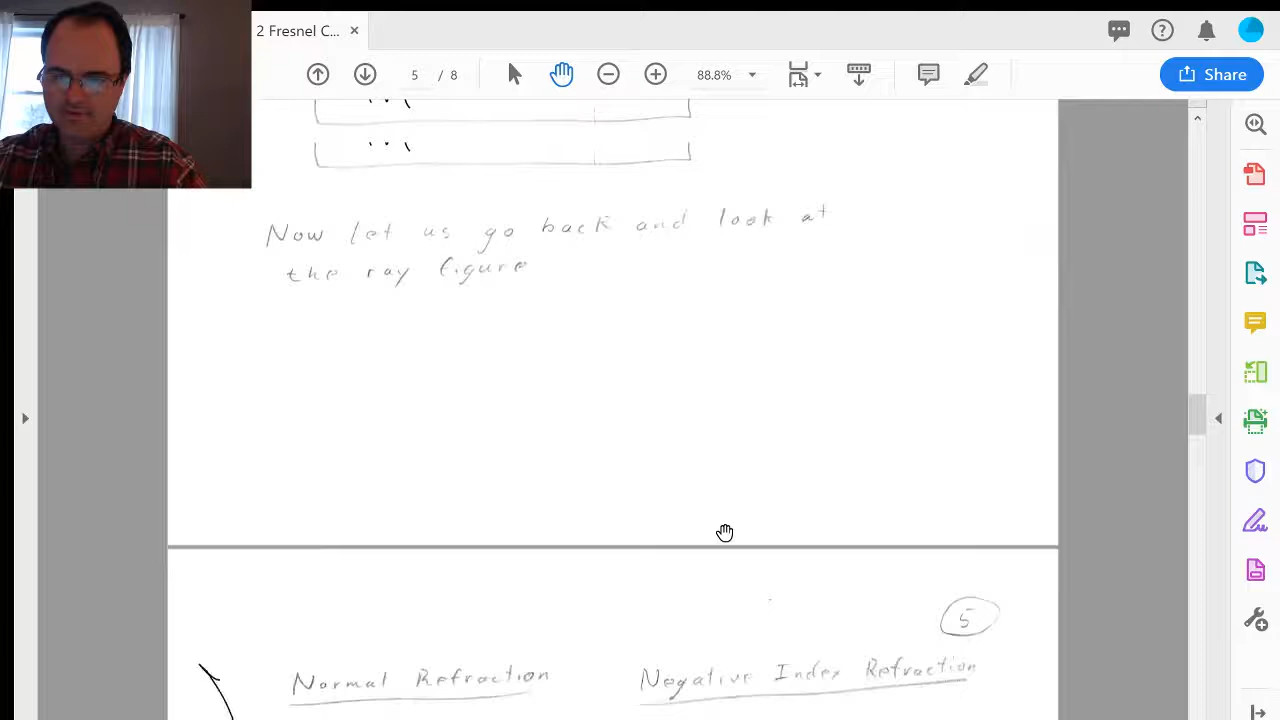 2 Fresnel C...
5 / 8
88.8%
Share
Now let us go back and look at
the ray figure
5
Normal Refraction
Negative Index Refraction